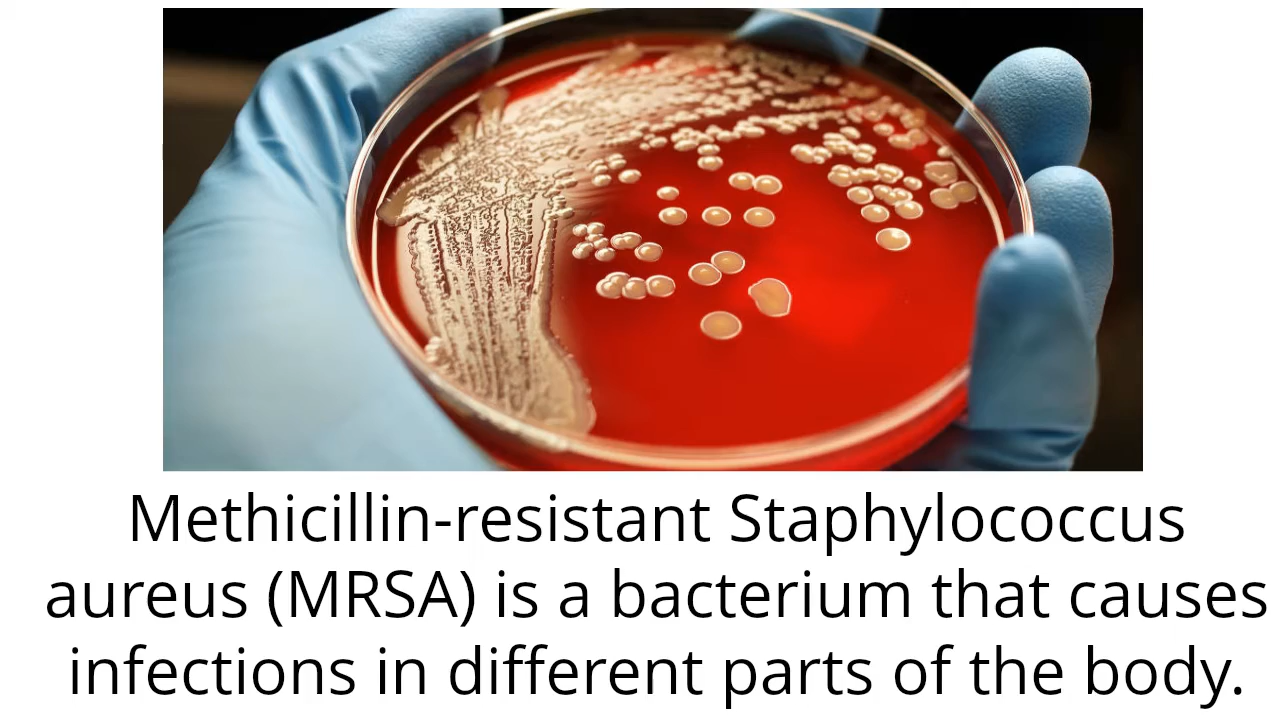 Methicillin-resistant Staphylococcus
aureus (MRSA) is a bacterium that causes
infections in different parts of the body.